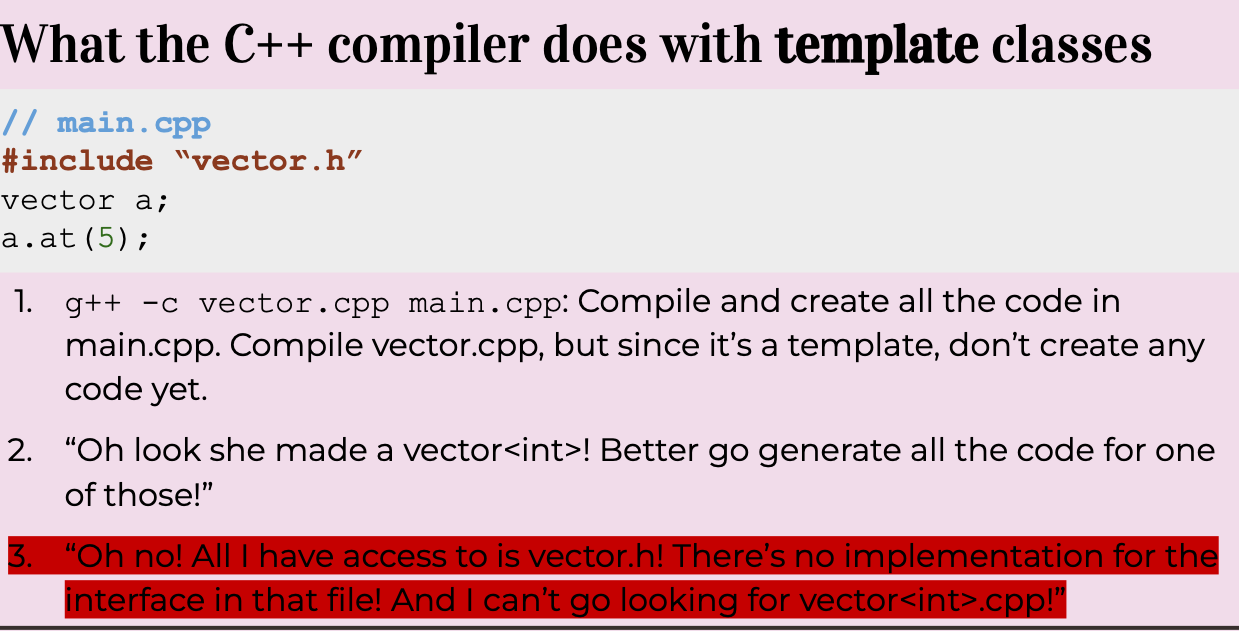 What the C++ compiler does with template classes
// main.cpp
#include “vector.h”
vector a;
a.at(5);
1. g++ -c vector.cpp main.cpp: Compile and create all the code in
main.cpp. Compile vector.cpp, but since it’s a template, don’t create any
code yet.
2. “Oh look she made a vector<int>! Better go generate all the code for one
of those!”
3. “Oh no! All I have access to is vector.h! There’s no implementation for the
interface in that file! And I can’t go looking for vector<int>.cpp!”